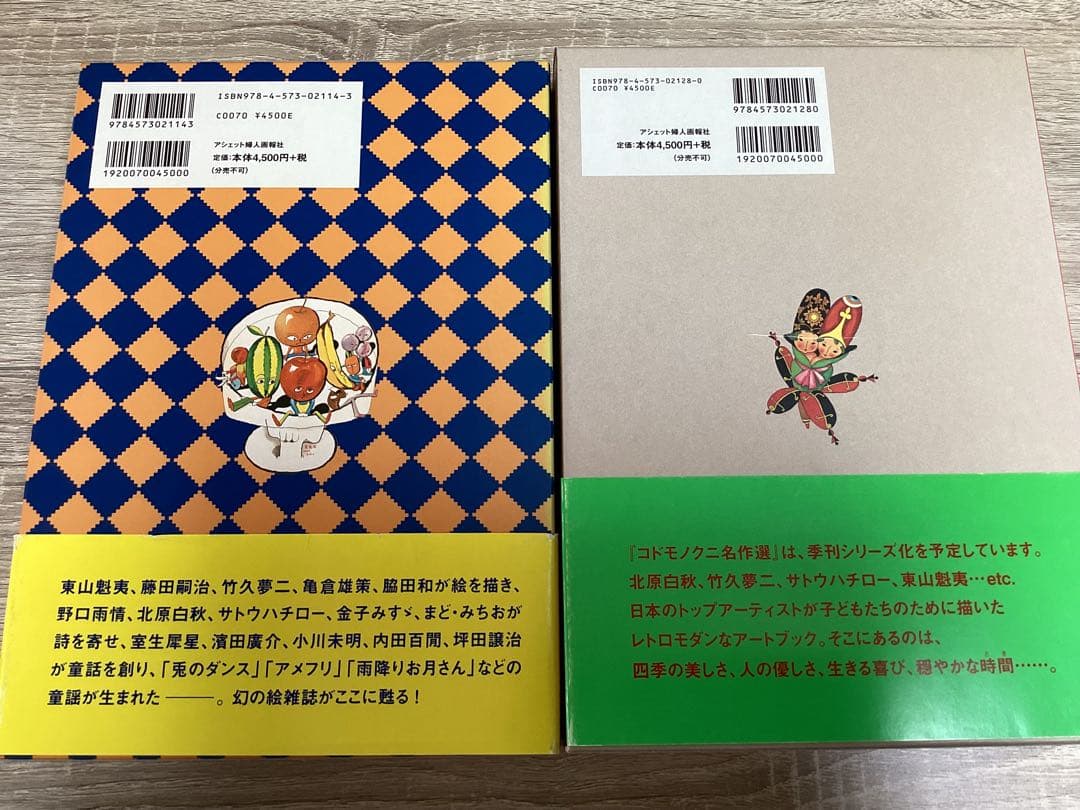 ISBN978-4-573-02114-3
C0070 ¥4500E
9784573021143
アシェット婦人画報社
定価:本体4,500円+税
(分売不可)
1920070045000
東山魁夷、藤田嗣治、竹久夢二、亀倉雄策、脇田和が絵を描き、
野口雨情、北原白秋、サトウハチロー、金子みすゞ、まど・みちおが
詩を寄せ、室生犀星、濱田廣介、小川未明、内田百閒、坪田譲治
が童話を創り、「兎のダンス」「アメフリ」「雨降りお月さん」などの
童謡が生まれた———。幻の絵雑誌がここに甦る!
ISBN978-4-573-02128-0
C0070 ¥4500E
9784573021280
アシェット婦人画報社
定価:本体4,500円+税
(分売不可)
1920070045000
『コドモノクニ名作選』は、季刊シリーズ化を予定しています。
北原白秋、竹久夢二、サトウハチロー、東山魁夷…etc.
日本のトップアーティストが子どもたちのために描いた
レトロモダンなアートブック。そこにあるのは、
四季の美しさ、人の優しさ、生きる喜び、穏やかな時間……。